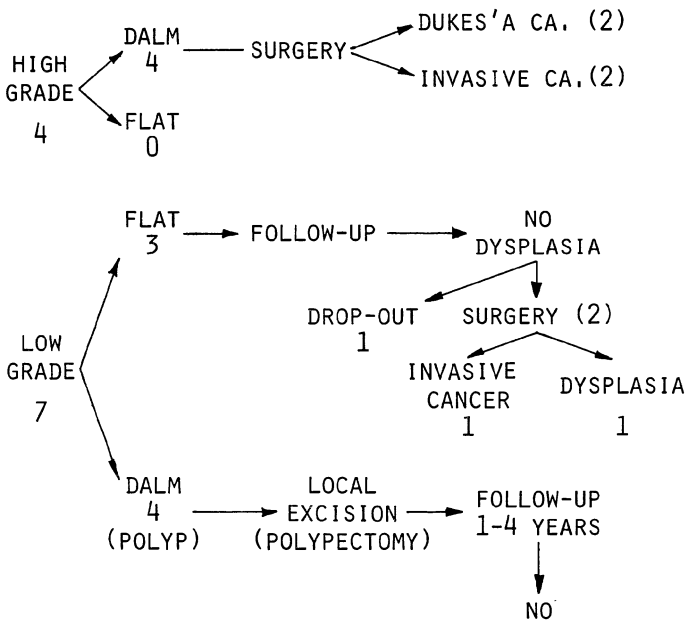 HIGH
GRADE
4
DALM
4
FLAT
0
SURGERY
DUKES'A CA. (2)
INVASIVE CA.(2)
LOW
GRADE
7
FLAT
3
FOLLOW-UP
NO
DYSPLASIA
DROP-OUT
1
SURGERY (2)
INVASIVE
CANCER
1
DYSPLASIA
1
DALM
4
(POLYP)
LOCAL
EXCISION
(POLYPECTOMY)
FOLLOW-UP
1-4 YEARS
NO